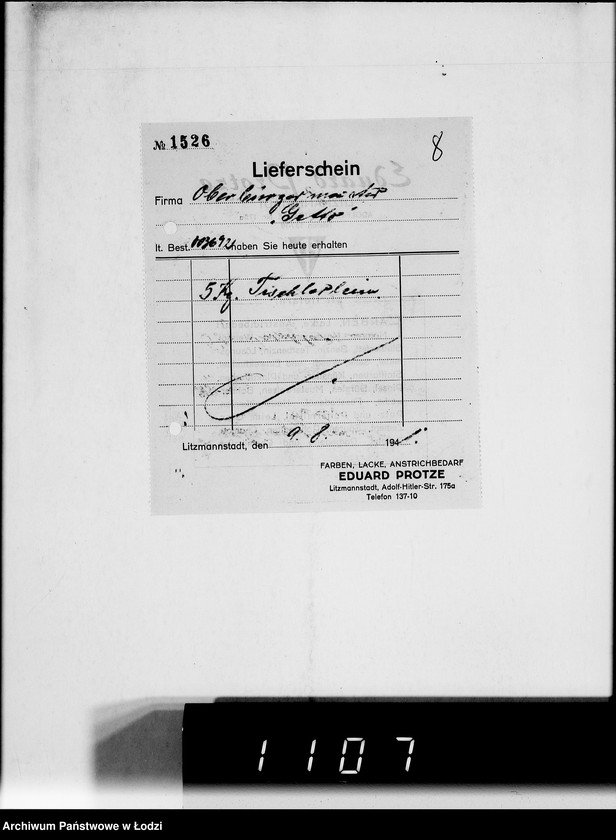 № 1526
8
Lieferschein
Firma Oberbürgermeister
"Getto"
lt. Best. haben Sie heute erhalten
5 Kg. Tischlerleim
Litzmannstadt, den 9. 8. 1941.
FARBEN, LACKE, ANSTRICHBEDARF
EDUARD PROTZE
Litzmannstadt, Adolf-Hitler-Str. 175a
Telefon 137-10
1107
Archiwum Państwowe w Łodzi